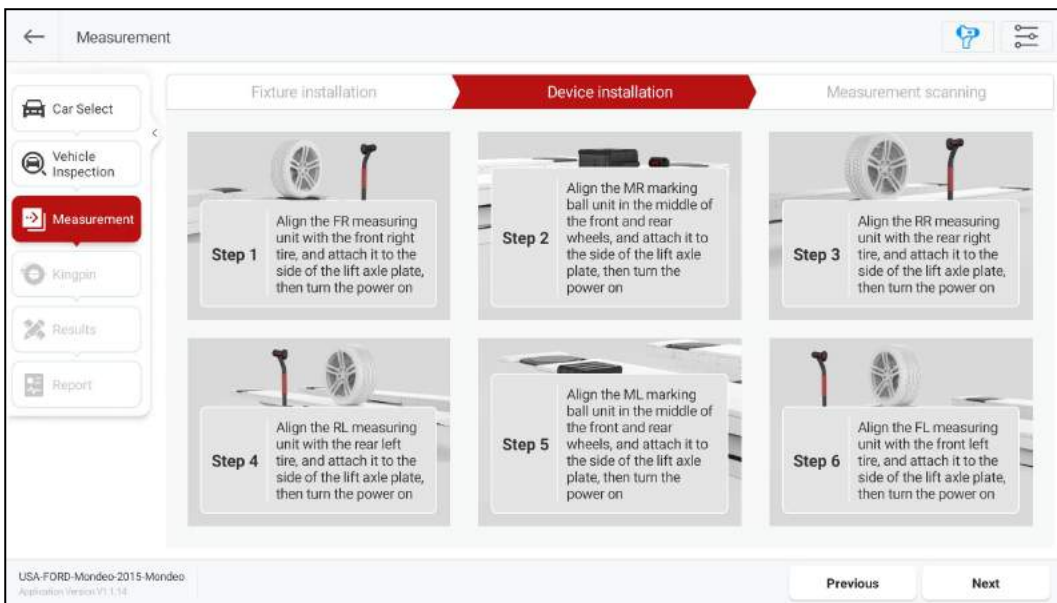 Measurement
Car Select
Vehicle
Inspection
Measurement
Kingpin
Results
Report
Fixture installation
Device installation
Measurement scanning
Step 1
Align the FR measuring
unit with the front right
tire, and attach it to the
side of the lift axle plate,
then turn the power on
Step 2
Align the MR marking
ball unit in the middle of
the front and rear
wheels, and attach it to
the side of the lift axle
plate, then turn the
power on
Step 3
Align the RR measuring
unit with the rear right
tire, and attach it to the
side of the lift axle plate,
then turn the power on
Step 4
Align the RL measuring
unit with the rear left
tire, and attach it to the
side of the lift axle plate,
then turn the power on
Step 5
Align the ML marking
ball unit in the middle of
the front and rear
wheels, and attach it to
the side of the lift axle
plate, then turn the
power on
Step 6
Align the FL measuring
unit with the front left
tire, and attach it to the
side of the lift axle plate,
then turn the power on
USA-FORD-Mondeo-2015-Mondeo
Application Version V1.1.14
Previous
Next